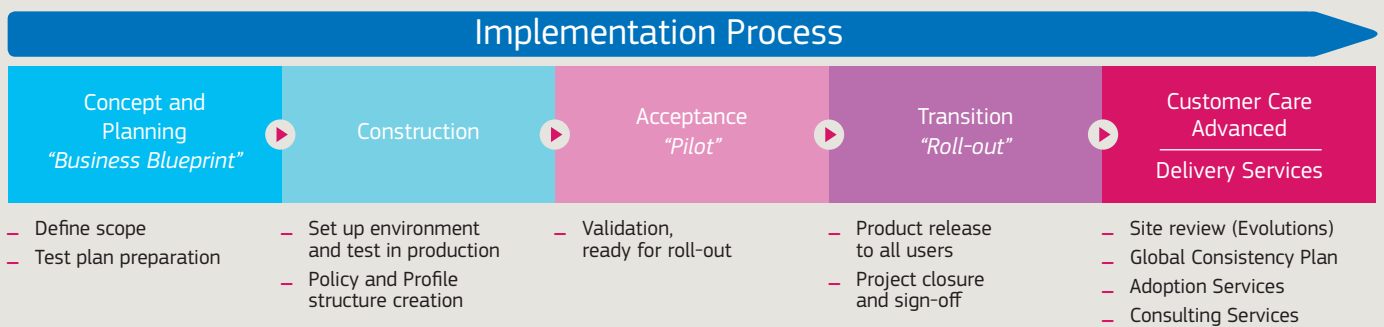 Implementation Process
Concept and
Planning
“Business Blueprint”
Construction
Acceptance
“Pilot”
Transition
“Roll-out”
Customer Care
Advanced
Delivery Services
– Define scope
– Test plan preparation
– Set up environment
and test in production
– Policy and Profile
structure creation
– Validation,
ready for roll-out
– Product release
to all users
– Project closure
and sign-off
– Site review (Evolutions)
– Global Consistency Plan
– Adoption Services
– Consulting Services